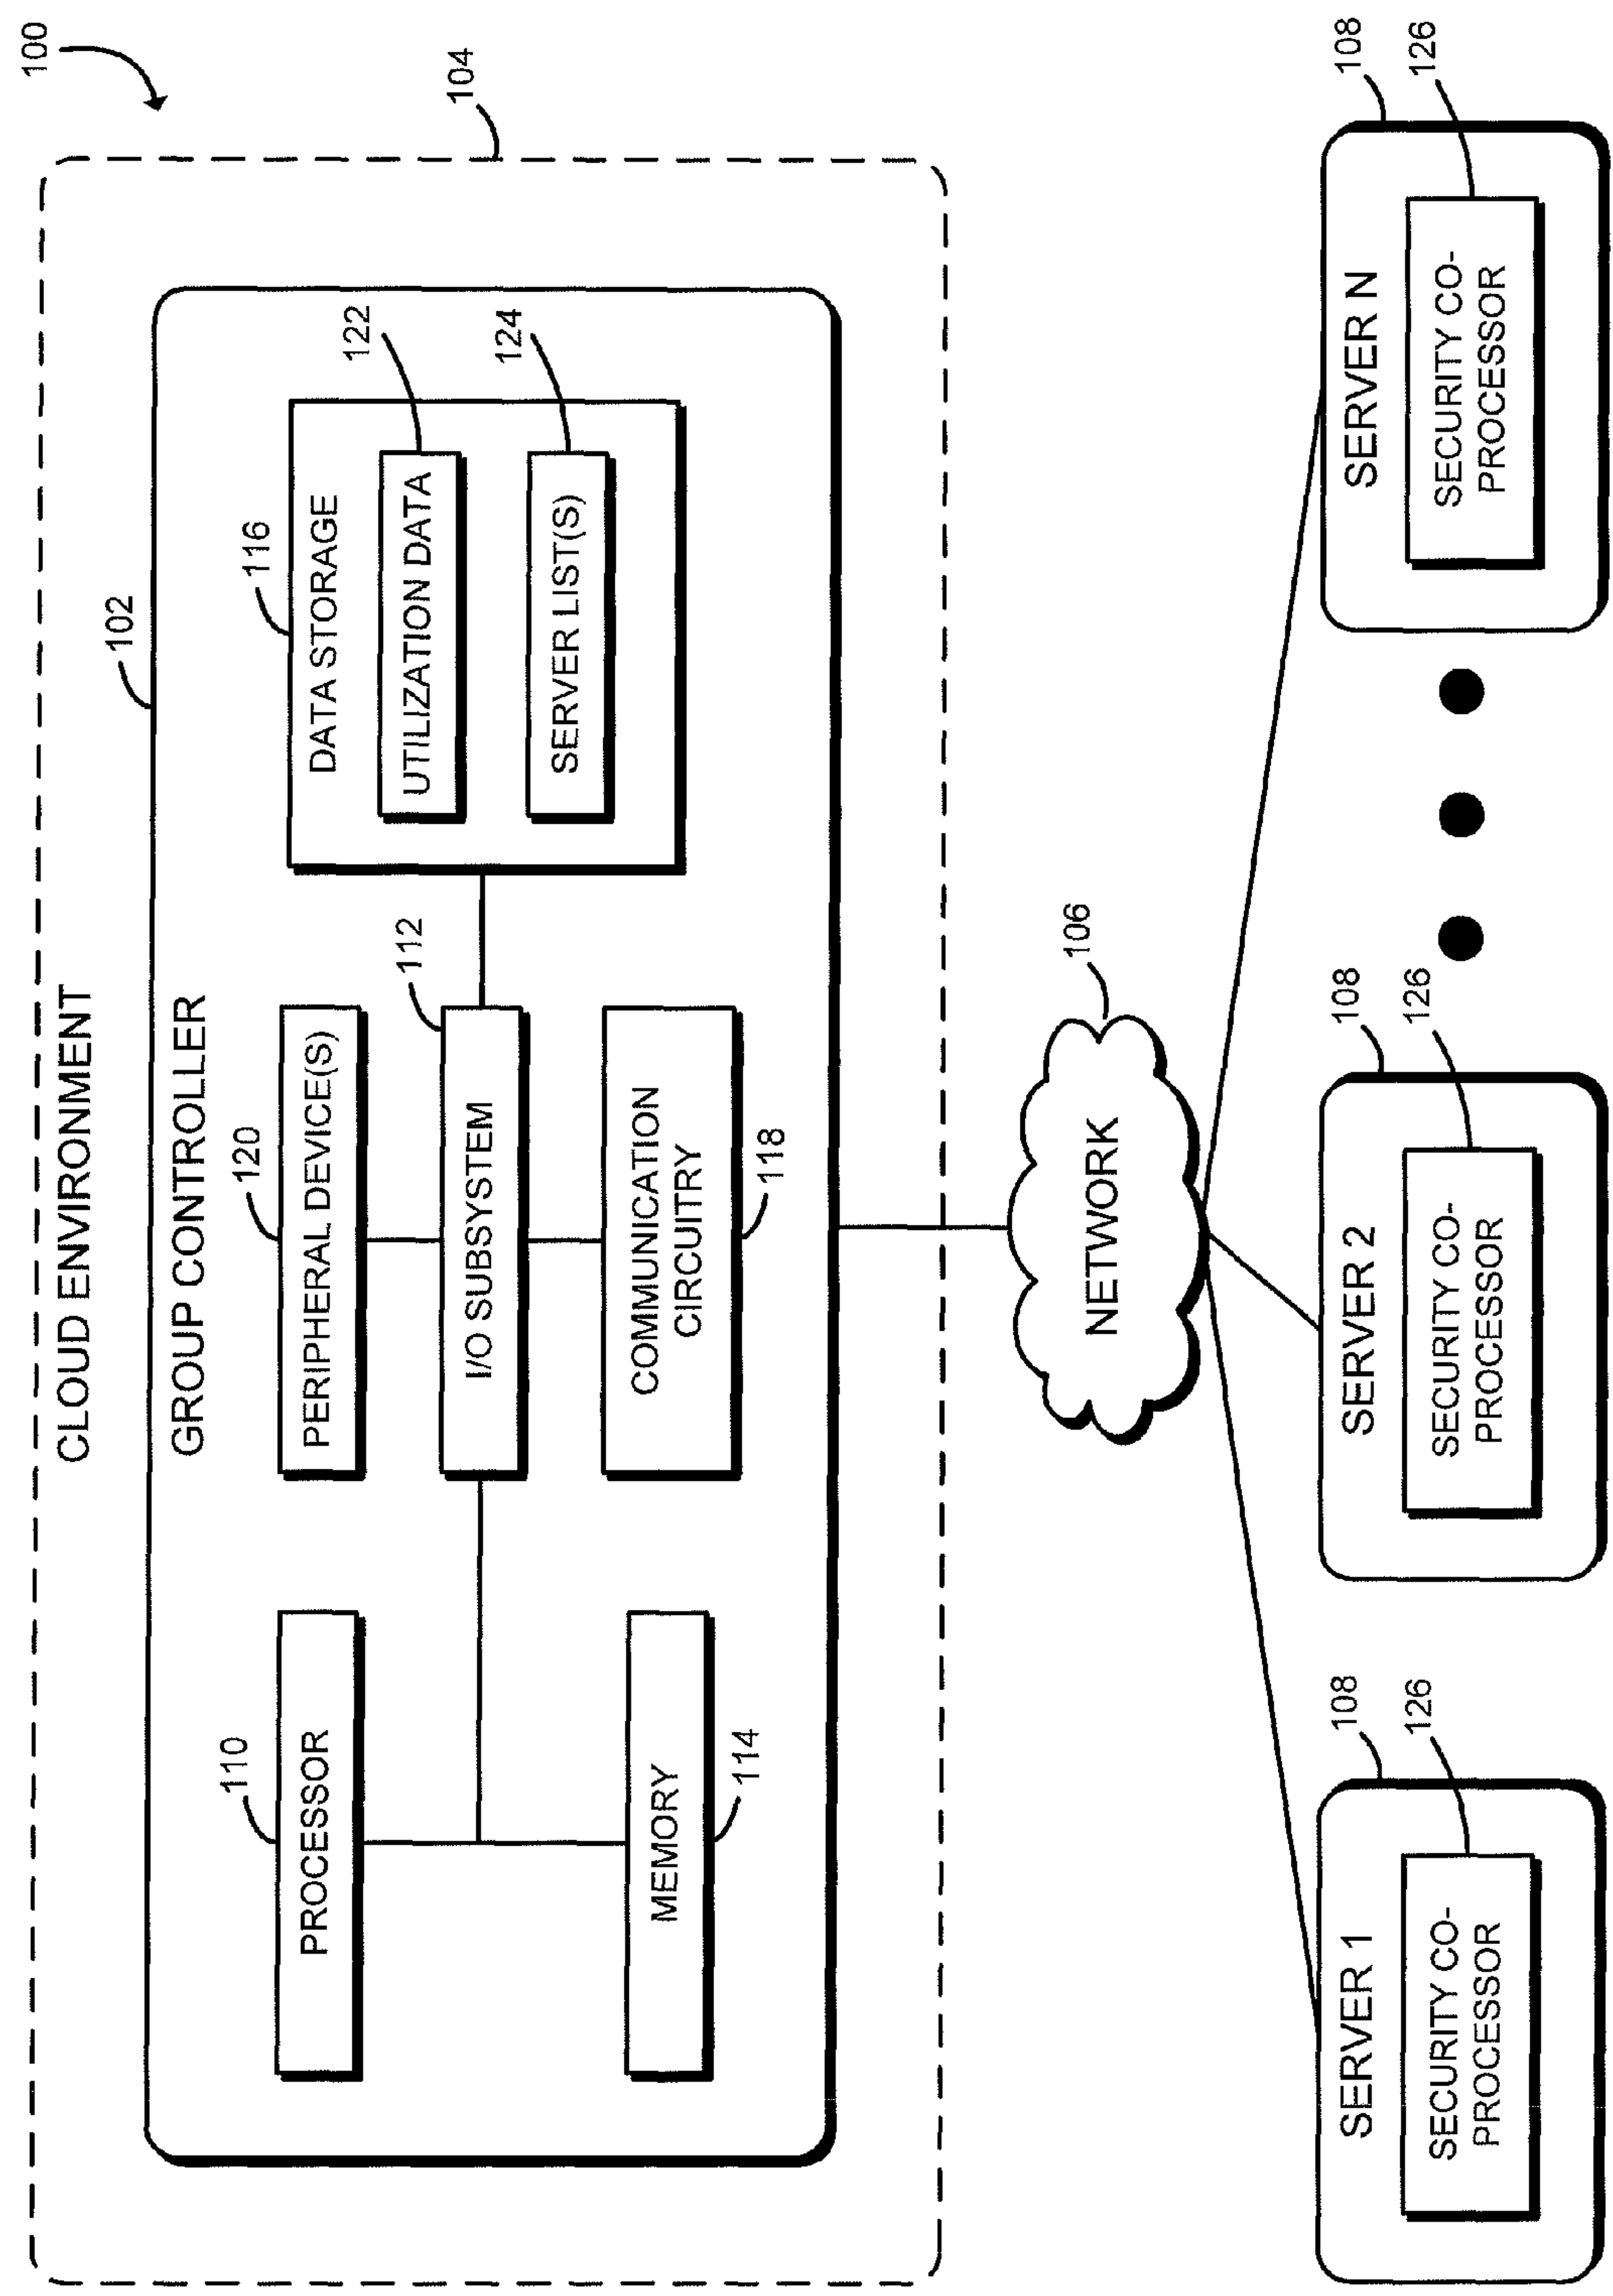 100
104
CLOUD ENVIRONMENT
102
GROUP CONTROLLER
110
PROCESSOR
114
MEMORY
120
PERIPHERAL DEVICE(S)
112
I/O SUBSYSTEM
COMMUNICATION
CIRCUITRY
118
116
DATA STORAGE
122
UTILIZATION DATA
124
SERVER LIST(S)
106
NETWORK
108
SERVER 1
126
SECURITY CO-
PROCESSOR
108
SERVER 2
126
SECURITY CO-
PROCESSOR
108
SERVER N
126
SECURITY CO-
PROCESSOR